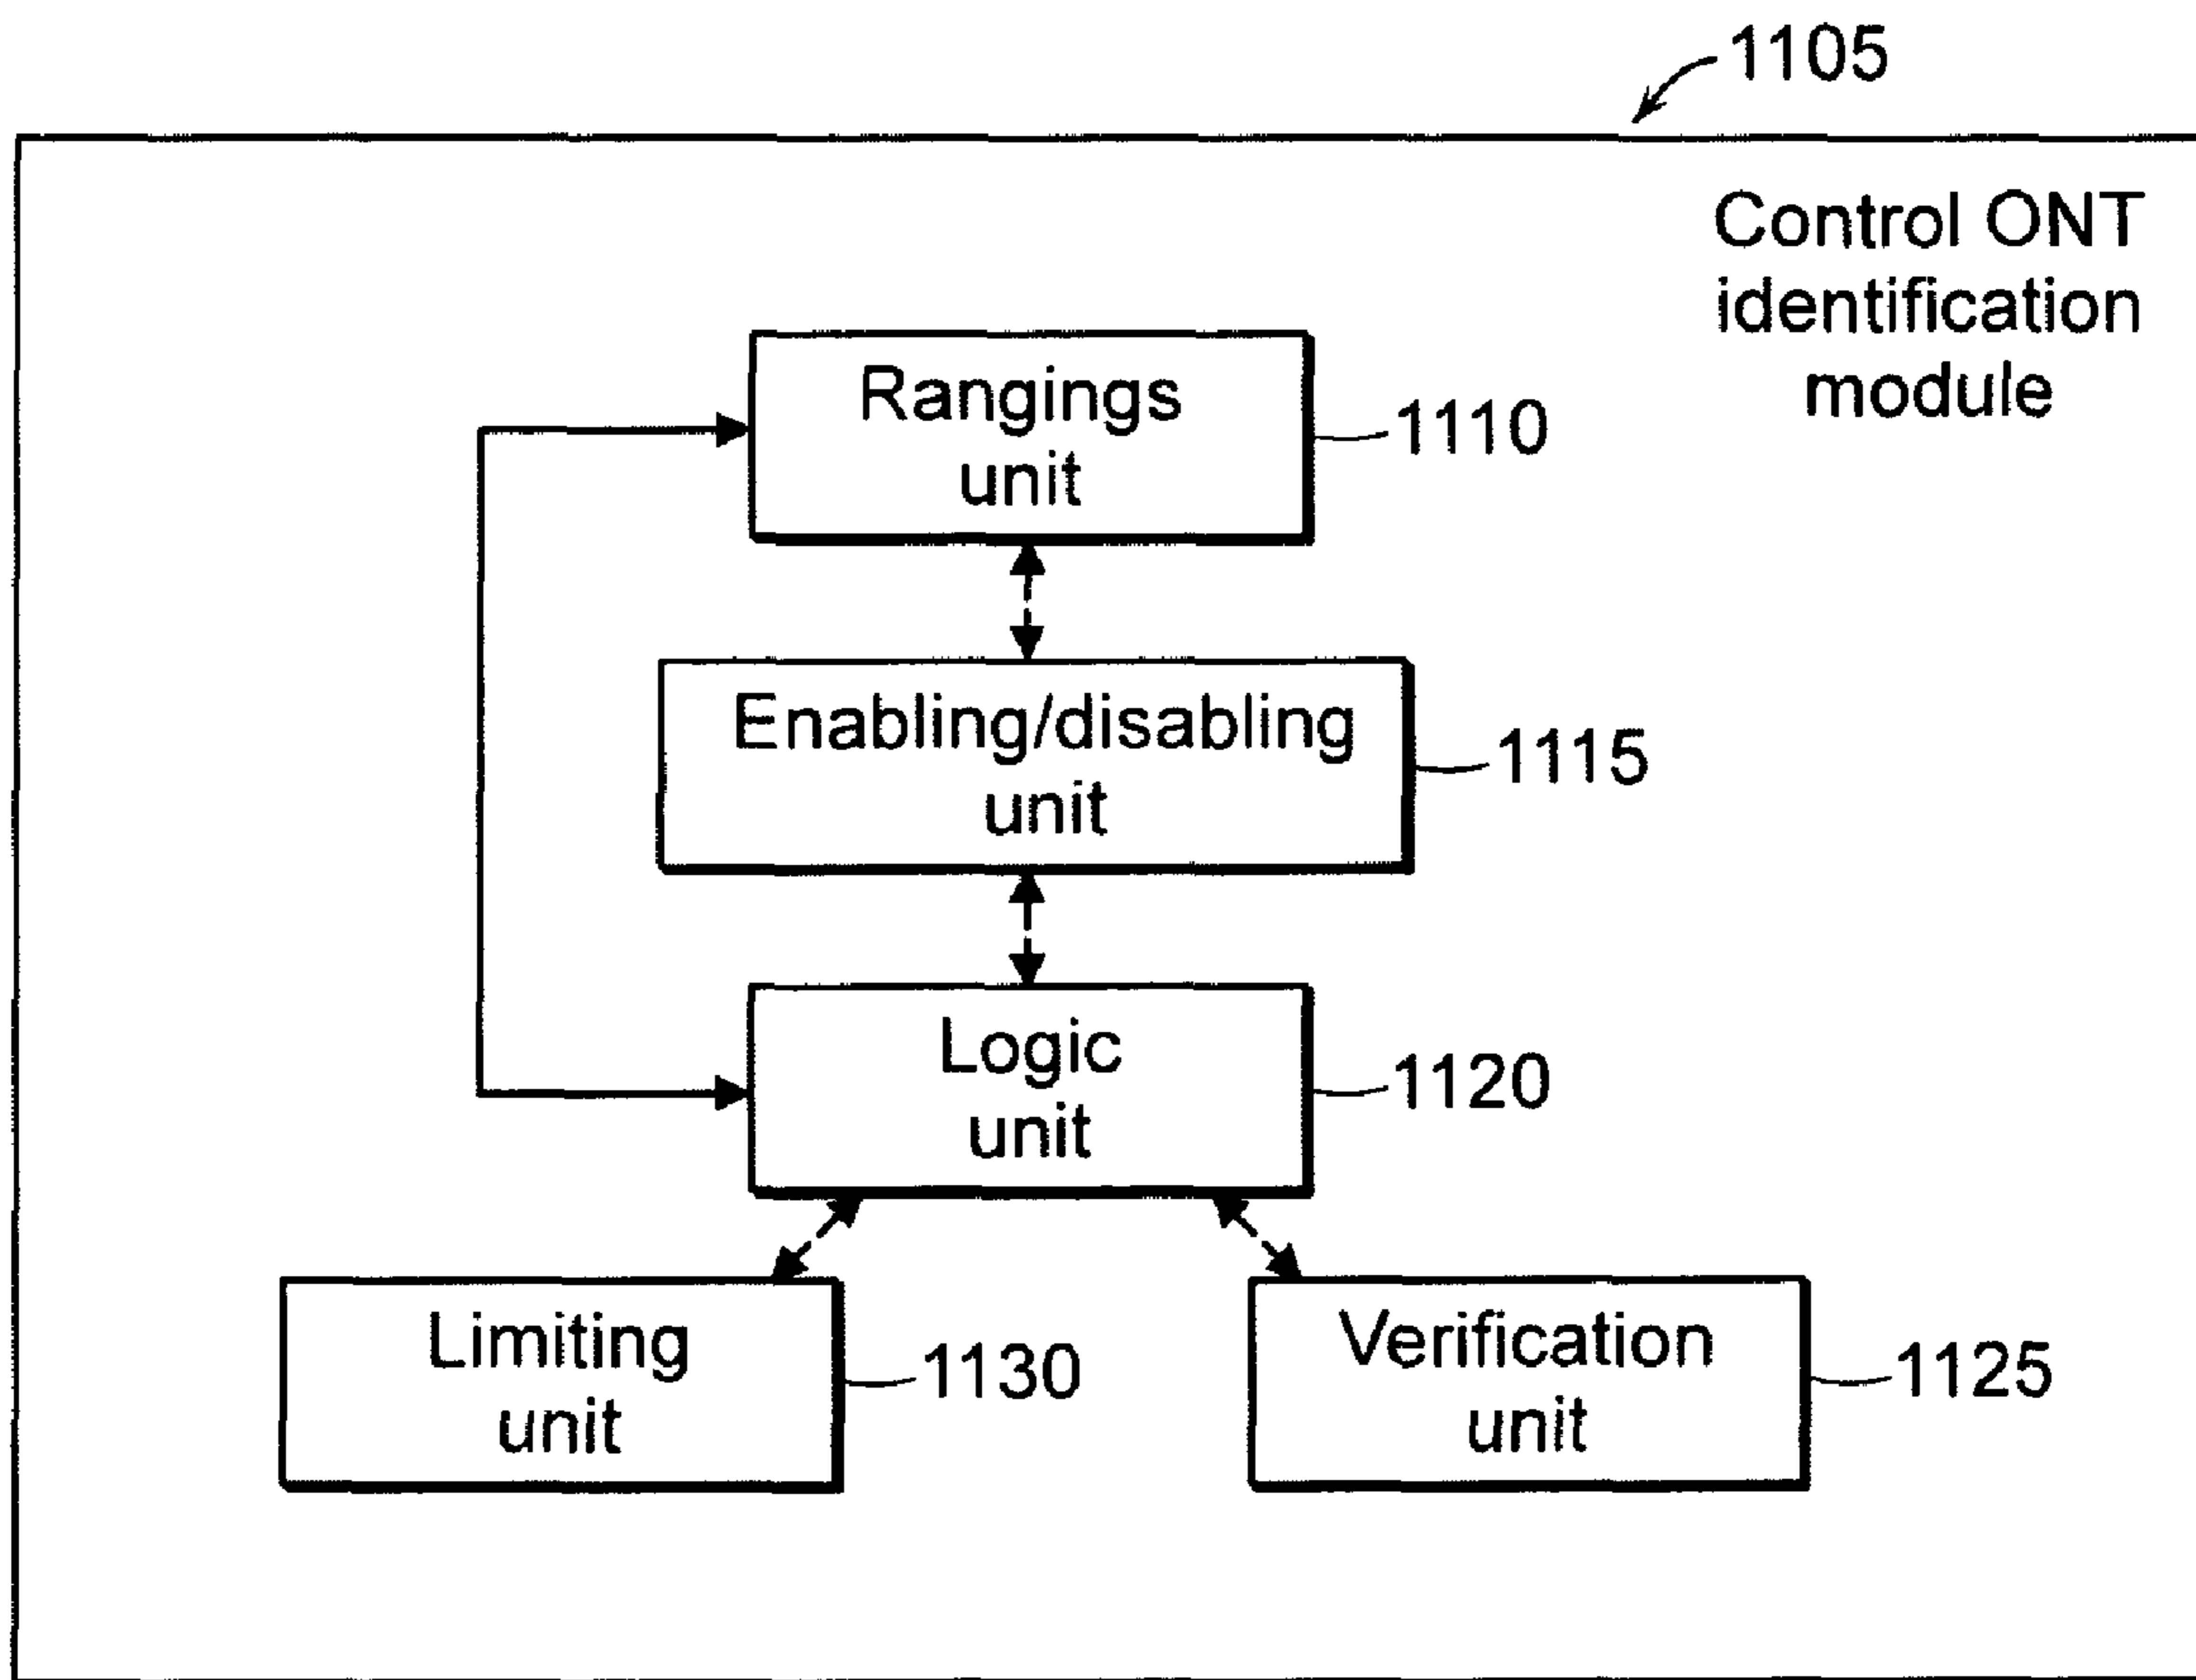 1105
Control ONT
identification
module
Rangings
unit
1110
Enabling/disabling
unit
1115
Logic
unit
1120
Limiting
unit
1130
Verification
unit
1125